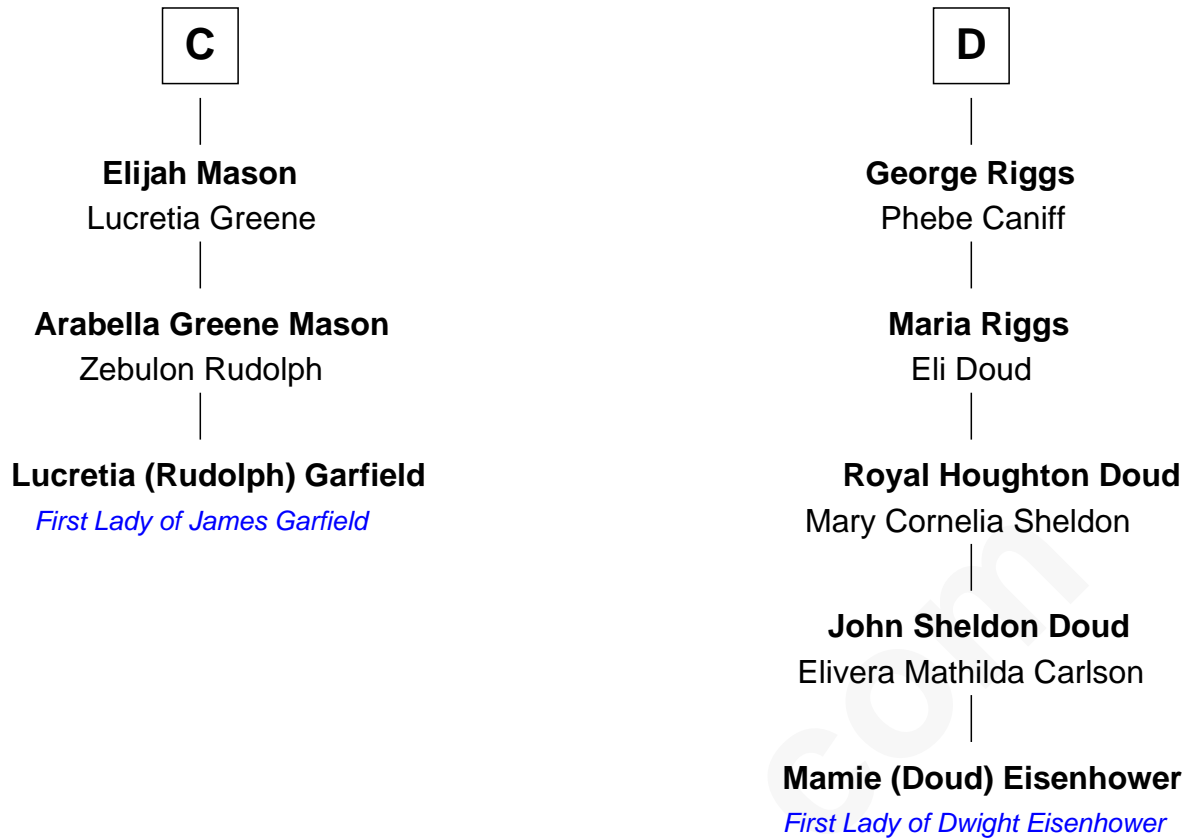 C
Elijah Mason
Lucretia Greene
Arabella Greene Mason
Zebulon Rudolph
Lucretia (Rudolph) Garfield
First Lady of James Garfield
D
George Riggs
Phebe Caniff
Maria Riggs
Eli Doud
Royal Houghton Doud
Mary Cornelia Sheldon
John Sheldon Doud
Elivera Mathilda Carlson
Mamie (Doud) Eisenhower
First Lady of Dwight Eisenhower
com